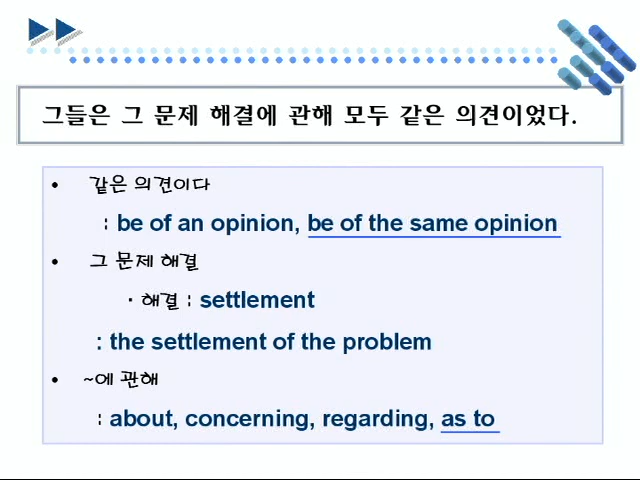 그들은 그 문제 해결에 관해 모두 같은 의견이었다.
• 같은 의견이다
: be of an opinion, be of the same opinion
• 그 문제 해결
· 해결 : settlement
: the settlement of the problem
• ~에 관해
: about, concerning, regarding, as to